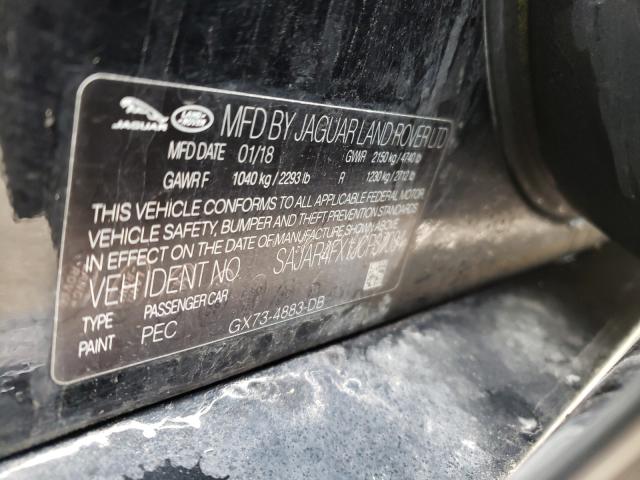 JAGUAR LAND ROVER MFD BY JAGUAR LAND ROVER LTD
MFD DATE 01/18 GVWR 2150 kg / 4740 lb
GAWR F 1040 kg / 2293 lb R 1230 kg / 2712 lb
THIS VEHICLE CONFORMS TO ALL APPLICABLE FEDERAL MOTOR
VEHICLE SAFETY, BUMPER AND THEFT PREVENTION STANDARDS
IN EFFECT ON THE DATE OF MANUFACTURE SHOWN ABOVE
VEH IDENT NO
TYPE PASSENGER CAR
PAINT PEC GX73-4883-DB